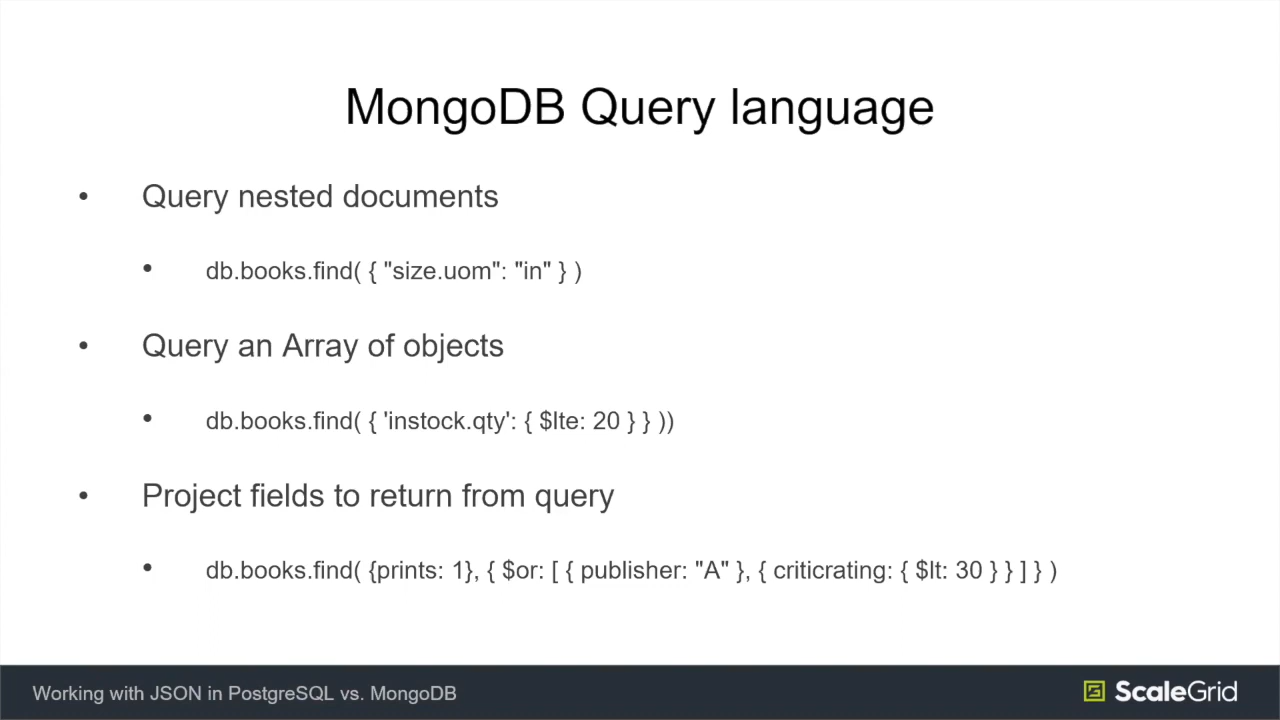 MongoDB Query language
• Query nested documents
• db.books.find( { "size.uom": "in" } )
• Query an Array of objects
• db.books.find( { 'instock.qty': { $lte: 20 } } ))
• Project fields to return from query
• db.books.find( {prints: 1}, { $or: [ { publisher: "A" }, { criticrating: { $lt: 30 } } ] } )
Working with JSON in PostgreSQL vs. MongoDB
ScaleGrid